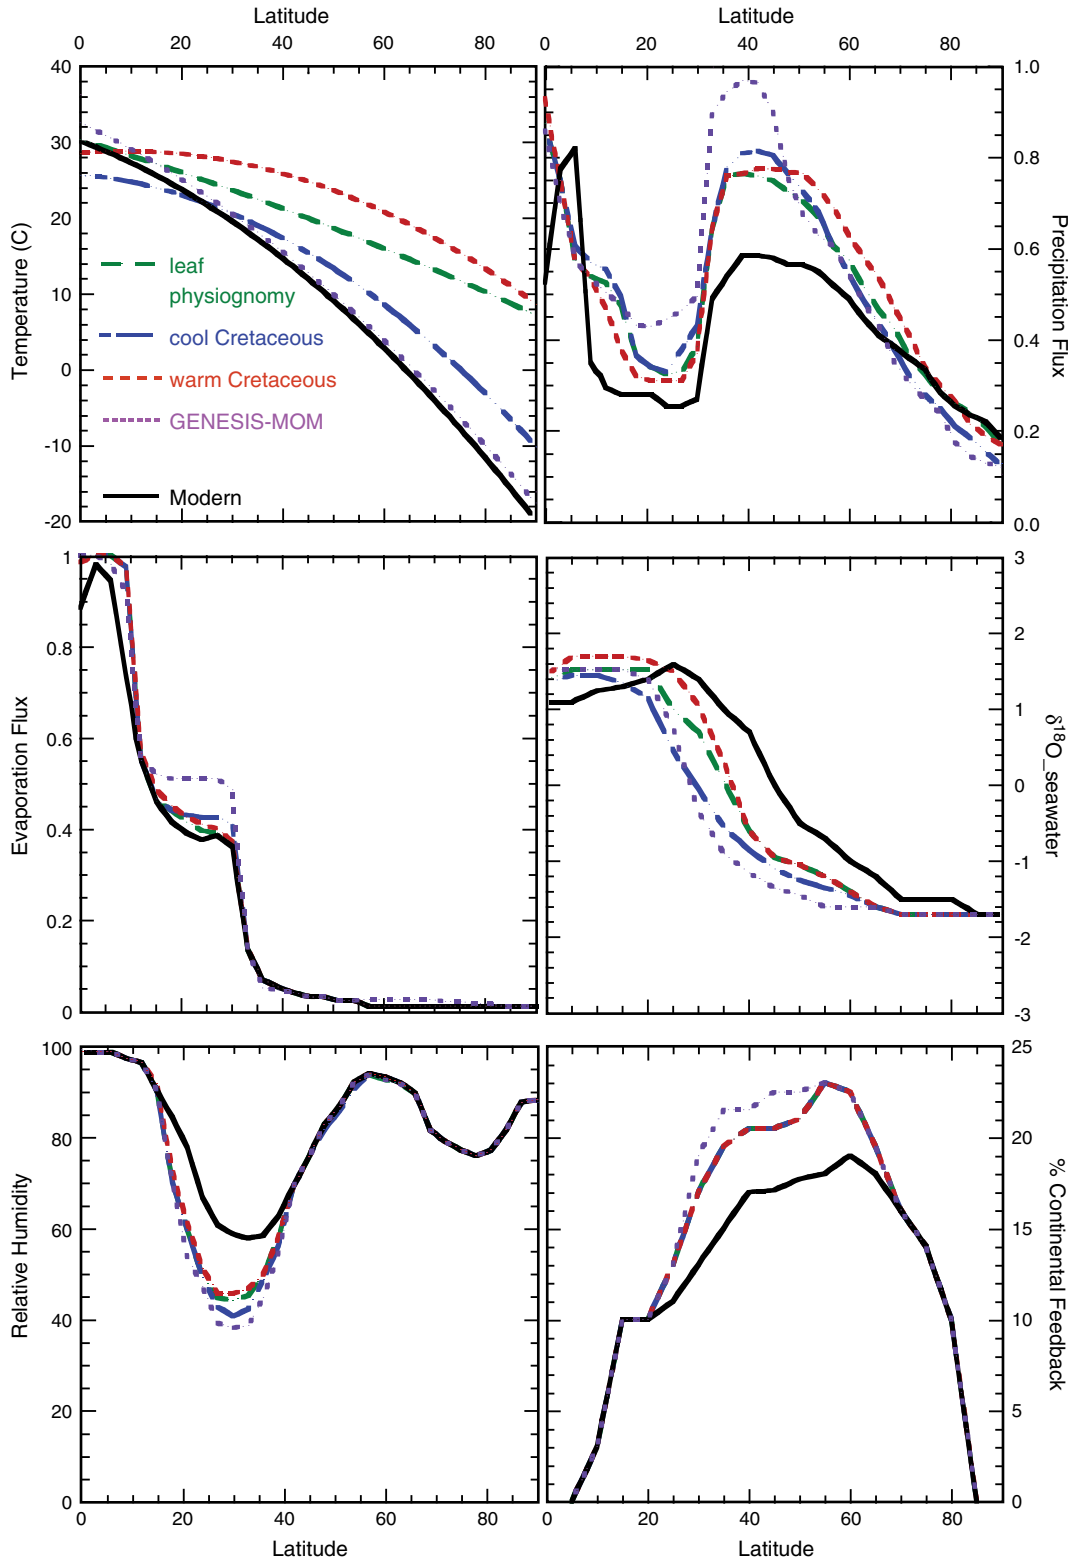 Latitude
Latitude
0 20 40 60 80
0 20 40 60 80
40
30
20
10
0
-10
-20
Temperature (C)
leaf
physiognomy
cool Cretaceous
warm Cretaceous
GENESIS-MOM
Modern
1.0
0.8
0.6
0.4
0.2
0.0
Precipitation Flux
1
0.8
0.6
0.4
0.2
0
Evaporation Flux
3
2
1
0
-1
-2
-3
δ18O_seawater
100
80
60
40
20
0
Relative Humidity
25
20
15
10
5
0
% Continental Feedback
0 20 40 60 80
0 20 40 60 80
Latitude
Latitude